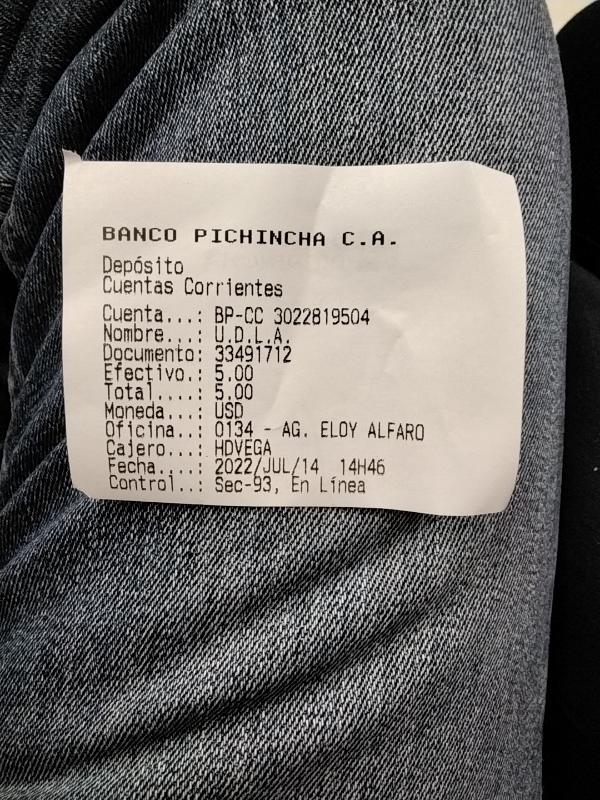 BANCO PICHINCHA C.A.
Depósito
Cuentas Corrientes
Cuenta...: BP-CC 3022819504
Nombre...: U.D.L.A.
Documento: 33491712
Efectivo.: 5.00
Total....: 5.00
Moneda...: USD
Oficina..: 0134 - AG. ELOY ALFARO
Cajero...: HDVEGA
Fecha....: 2022/JUL/14 14H46
Control..: Sec-93, En Línea